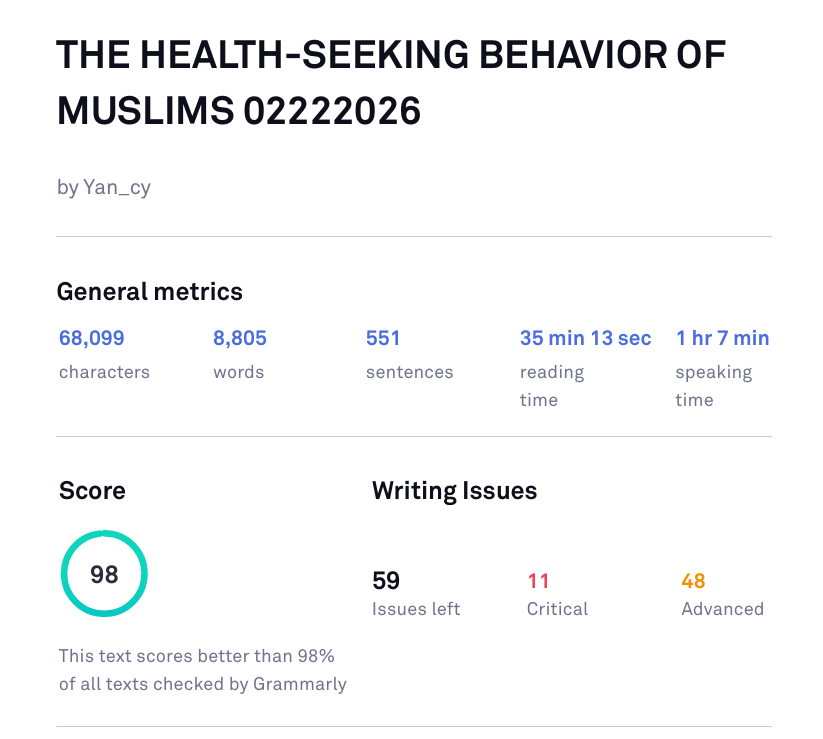 THE HEALTH-SEEKING BEHAVIOR OF
MUSLIMS 02222026
by Yan_cy
General metrics
68,099
characters
8,805
words
551
sentences
35 min 13 sec
reading
time
1 hr 7 min
speaking
time
Score
98
This text scores better than 98%
of all texts checked by Grammarly
Writing Issues
59
Issues left
11
Critical
48
Advanced